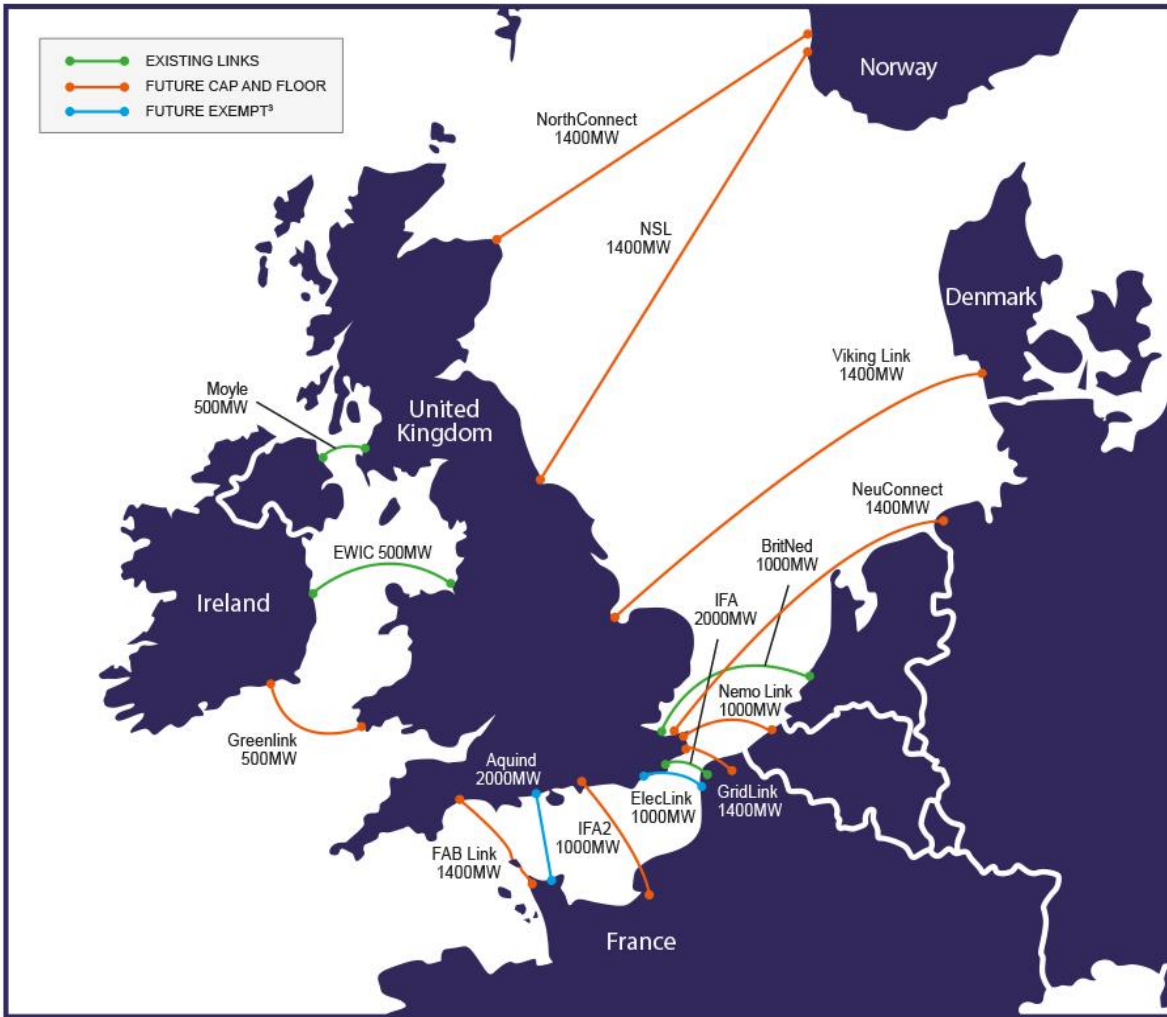 EXISTING LINKS
FUTURE CAP AND FLOOR
FUTURE EXEMPT³
Norway
NorthConnect
1400MW
NSL
1400MW
Denmark
Viking Link
1400MW
Moyle
500MW
United
Kingdom
NeuConnect
1400MW
BritNed
1000MW
EWIC 500MW
IFA
2000MW
Ireland
Nemo Link
1000MW
Greenlink
500MW
Aquind
2000MW
ElecLink
1000MW
GridLink
1400MW
IFA2
1000MW
FAB Link
1400MW
France